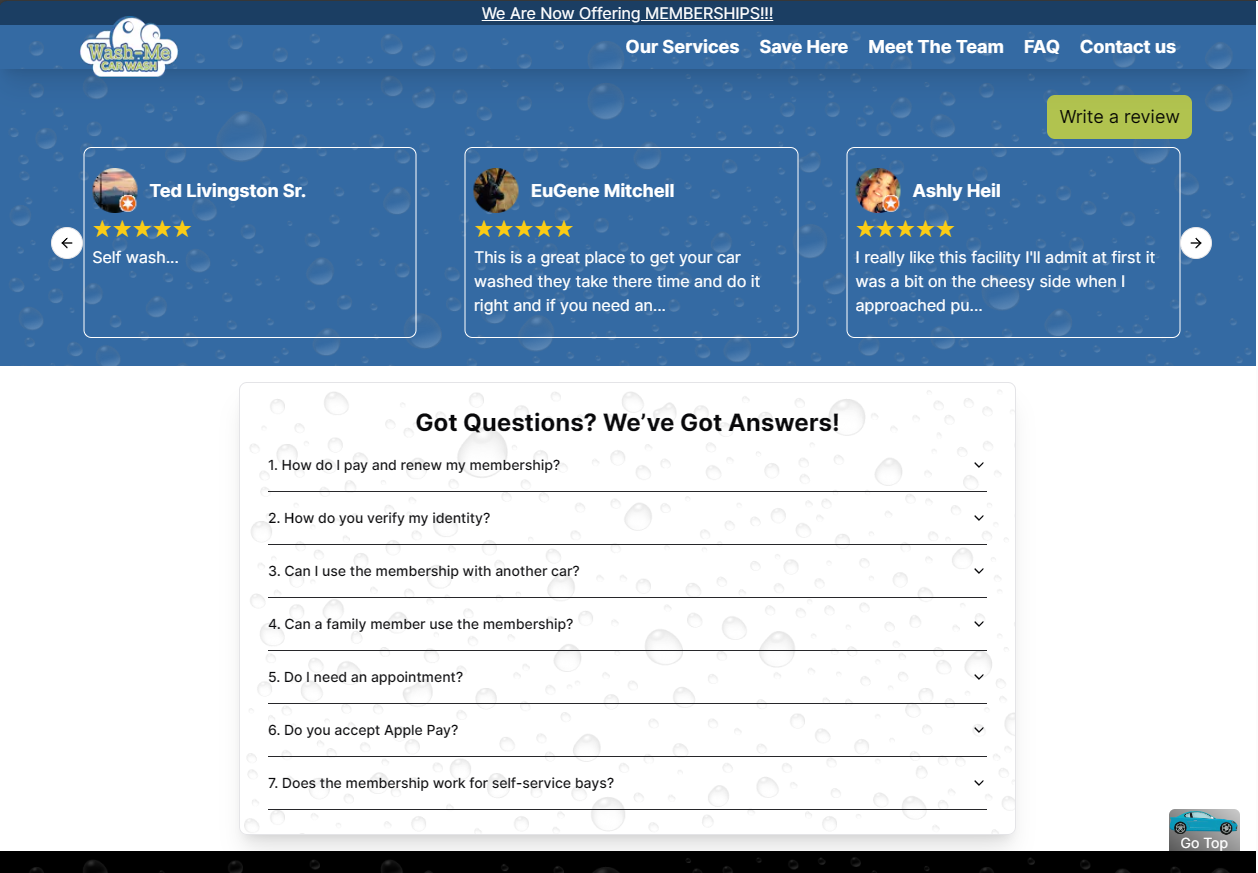 We Are Now Offering MEMBERSHIPS!!!
Wash-Me
CAR WASH
Our Services Save Here Meet The Team FAQ Contact us
Write a review
Ted Livingston Sr.
Self wash...
EuGene Mitchell
This is a great place to get your car
washed they take there time and do it
right and if you need an...
Ashly Heil
I really like this facility I'll admit at first it
was a bit on the cheesy side when I
approached pu...
Got Questions? We’ve Got Answers!
1. How do I pay and renew my membership?
2. How do you verify my identity?
3. Can I use the membership with another car?
4. Can a family member use the membership?
5. Do I need an appointment?
6. Do you accept Apple Pay?
7. Does the membership work for self-service bays?
Go Top